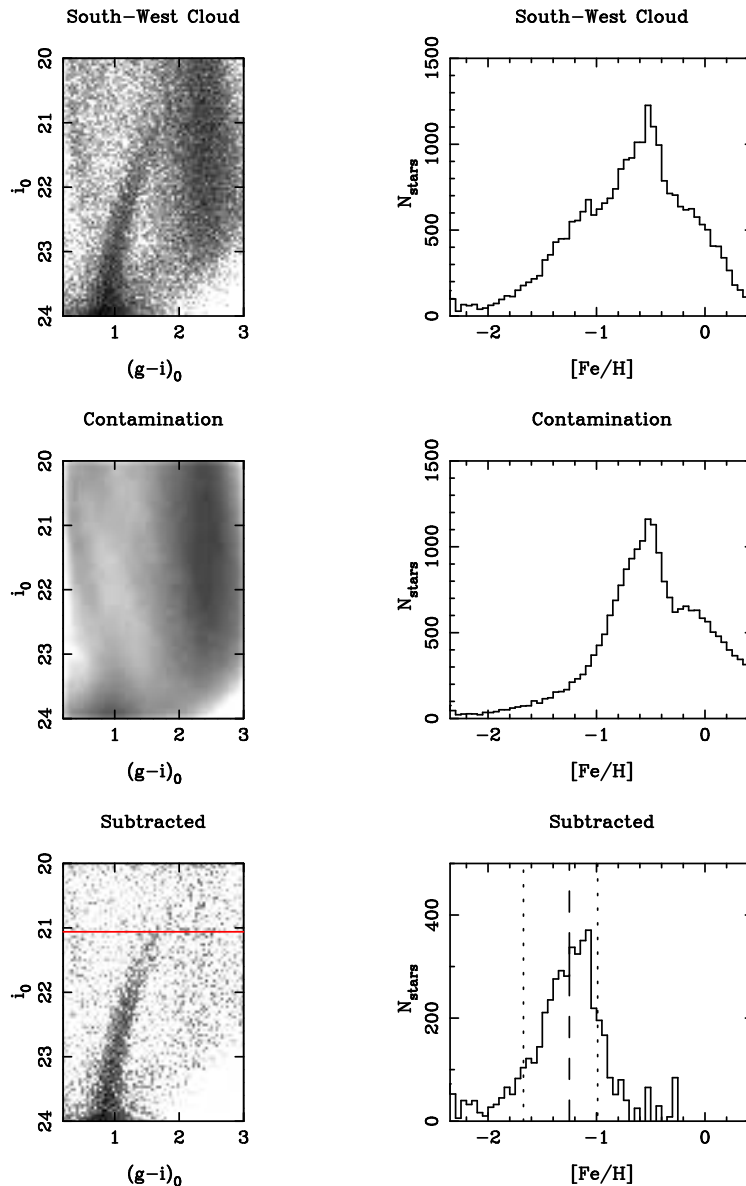 South-West Cloud
20
21
22
23
24
i0
1
2
3
(g-i)0
South-West Cloud
1500
1000
500
0
Nstars
-2
-1
0
[Fe/H]
Contamination
20
21
22
23
24
i0
1
2
3
(g-i)0
Contamination
1500
1000
500
0
Nstars
-2
-1
0
[Fe/H]
Subtracted
20
21
22
23
24
i0
1
2
3
(g-i)0
Subtracted
400
200
0
Nstars
-2
-1
0
[Fe/H]